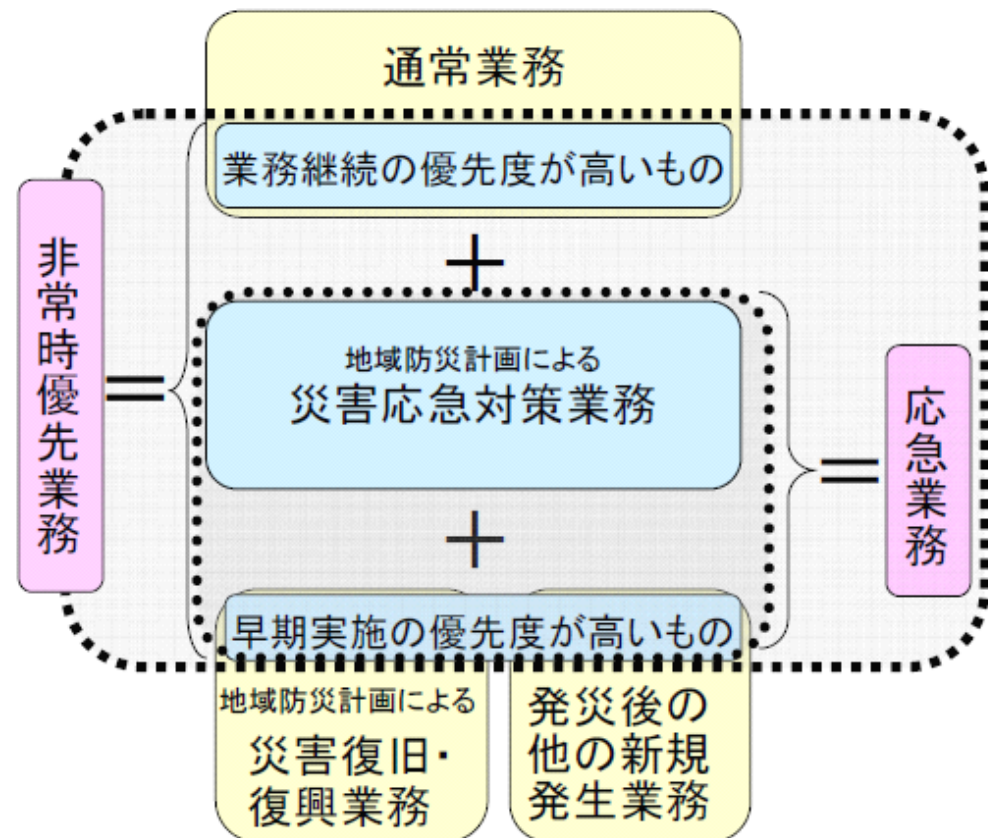 通常業務
業務継続の優先度が高いもの
＋
非常時優先業務
＝
地域防災計画による
災害応急対策業務
＝
応急業務
＋
早期実施の優先度が高いもの
地域防災計画による
災害復旧・
復興業務
発災後の
他の新規
発生業務